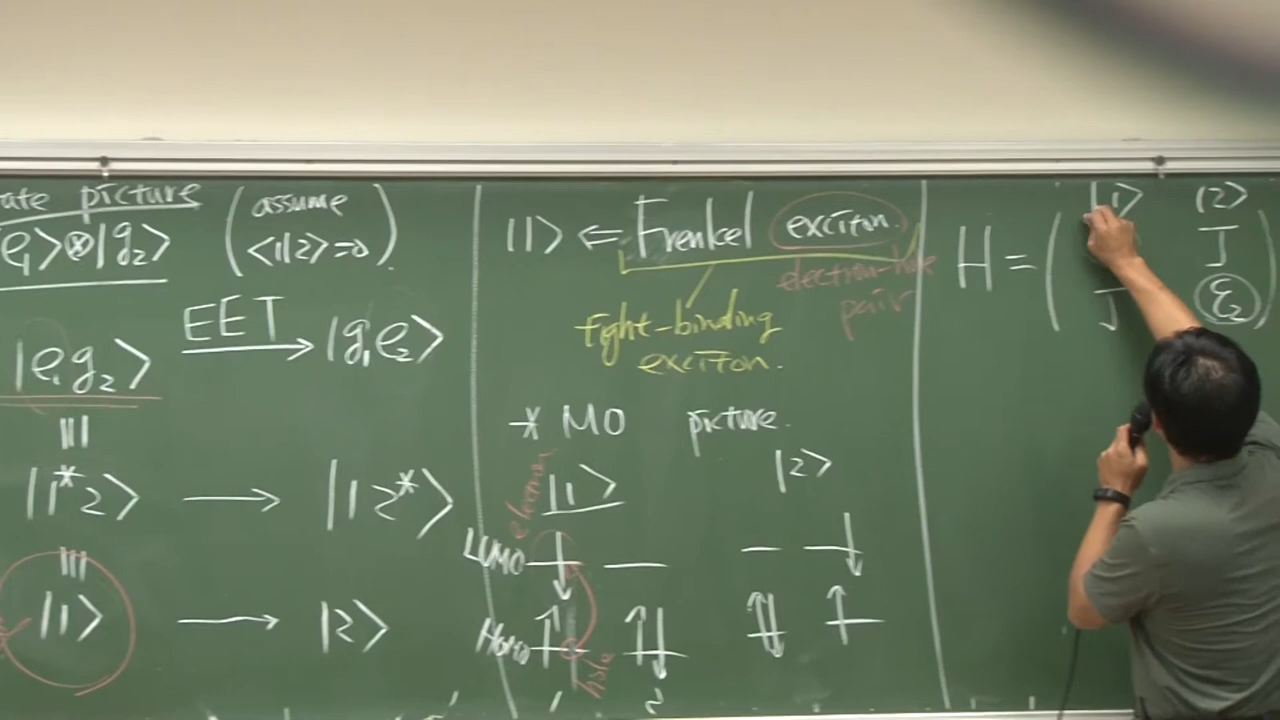 ate picture
(assume
<1|2>=0)
e₁>⊗|g₂>
|e₁g₂> EET → |g₁e₂>
|||
|1*2> → |12*>
|||
|1> → |2>
|1> ⇐ Frenkel exciton.
electron-hole
pair
tight-binding
exciton.
* MO picture.
|1> |2>
electron
LUMO
HOMO
hole
2
|1> |2>
H = ( J
J ε₂ )